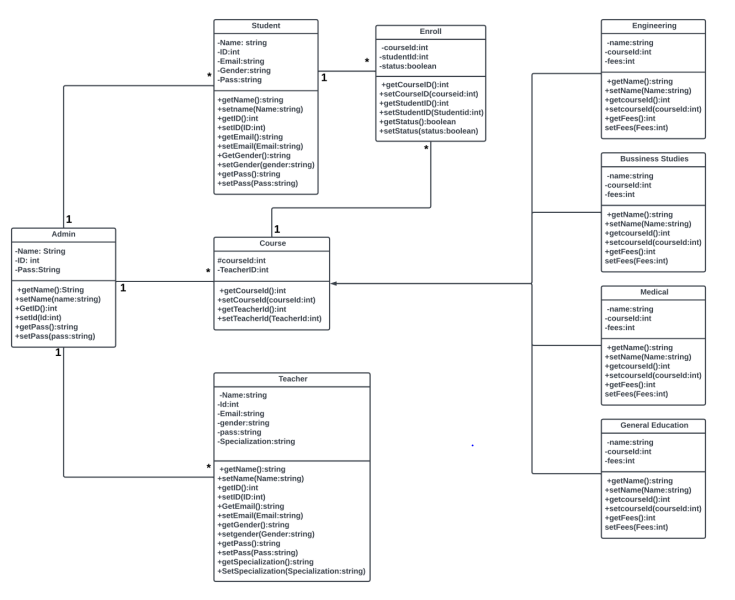 Student
-Name: string
-ID:int
-Email:string
-Gender:string
-Pass:string
+getName():string
+setname(Name:string)
+getID():int
+setID(ID:int)
+getEmail():string
+setEmail(Email:string)
+GetGender():string
+setGender(gender:string)
+getPass():string
+setPass(Pass:string)
1
*
Enroll
-courseId:int
-studentId:int
-status:boolean
+getCourseID():int
+setCourseID(courseid:int)
+getStudentID():int
+setStudentID(Studentid:int)
+getStatus():boolean
+setStatus(status:boolean)
*
*
1
Admin
-Name: String
-ID: int
-Pass:String
+getName():String
+setName(name:string)
+GetID():int
+setId(Id:int)
+getPass():string
+setPass(pass:string)
1
1
*
1
Course
#courseId:int
-TeacherID:int
+getCourseId():int
+setCourseId(courseId:int)
+getTeacherId():int
+setTeacherId(TeacherId:int)
1
*
Teacher
-Name:string
-Id:int
-Email:string
-gender:string
-pass:string
-Specialization:string
+getName():string
+setName(Name:string)
+getID():int
+setID(ID:int)
+GetEmail():string
+setEmail(Email:string)
+getGender():string
+setgender(Gender:string)
+getPass():string
+setPass(Pass:string)
+getSpecialization():string
+SetSpecialization(Specialization:string)
Engineering
-name:string
-courseId:int
-fees:int
+getName():string
+setName(Name:string)
+getcourseId():int
+setcourseId(courseId:int)
+getFees():int
setFees(Fees:int)
Bussiness Studies
-name:string
-courseId:int
-fees:int
+getName():string
+setName(Name:string)
+getcourseId():int
+setcourseId(courseId:int)
+getFees():int
setFees(Fees:int)
Medical
-name:string
-courseId:int
-fees:int
+getName():string
+setName(Name:string)
+getcourseId():int
+setcourseId(courseId:int)
+getFees():int
setFees(Fees:int)
General Education
-name:string
-courseId:int
-fees:int
+getName():string
+setName(Name:string)
+getcourseId():int
+setcourseId(courseId:int)
+getFees():int
setFees(Fees:int)